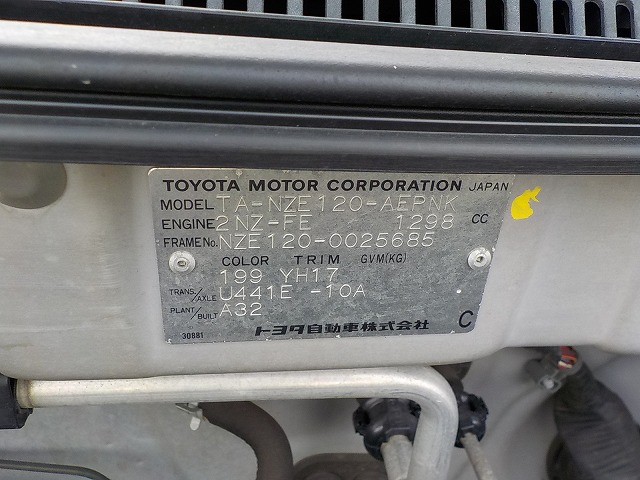 TOYOTA MOTOR CORPORATION JAPAN
MODEL TA-NZE120-AEPNK
ENGINE 2NZ-FE 1298 CC
FRAME No. NZE120-0025685
COLOR TRIM GVM(KG)
199 YH17
TRANS./AXLE U441E -10A
PLANT/BUILT A32
30881 トヨタ自動車株式会社 C